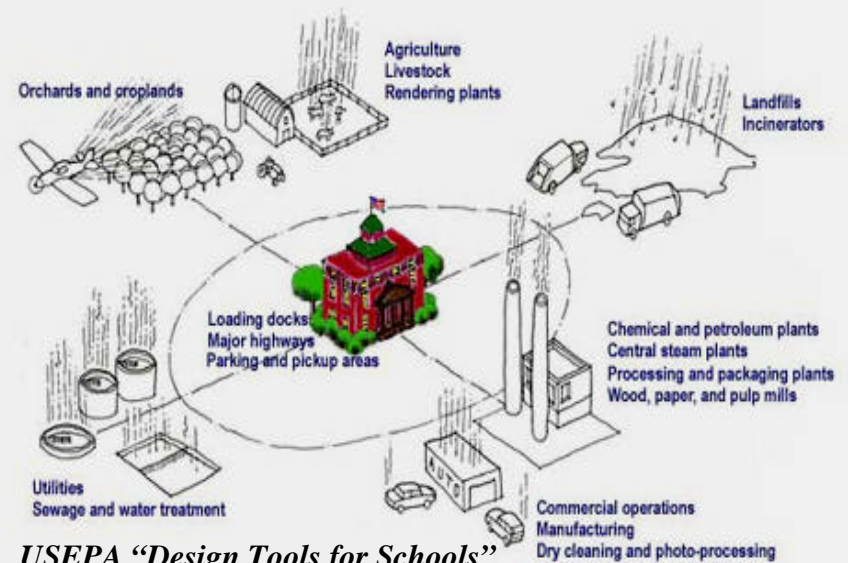 Agriculture
Livestock
Rendering plants
Orchards and croplands
Landfills
Incinerators
Loading docks
Major highways
Parking and pickup areas
Chemical and petroleum plants
Central steam plants
Processing and packaging plants
Wood, paper, and pulp mills
AUTO
Utilities
Sewage and water treatment
Commercial operations
Manufacturing
Dry cleaning and photo-processing
USEPA “Design Tools for Schools”